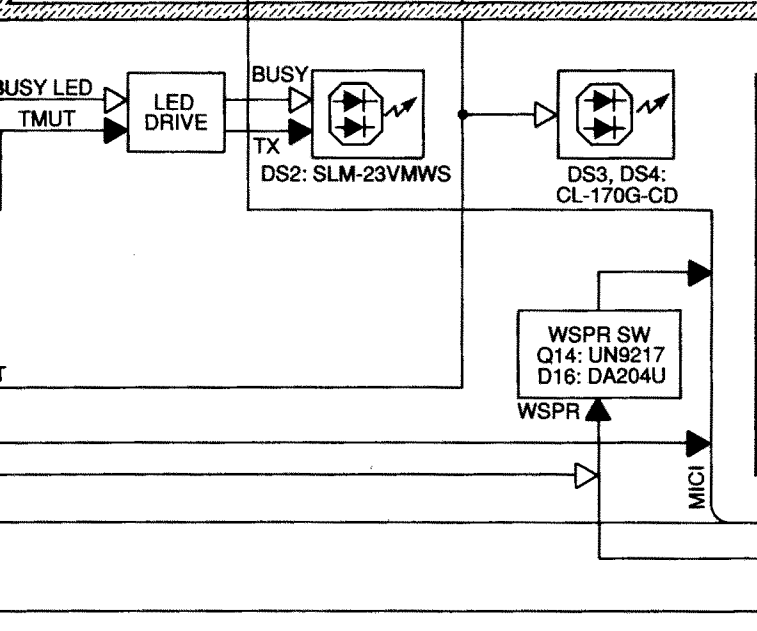 BUSY LED
TMUT
LED
DRIVE
BUSY
TX
DS2: SLM-23VMWS
DS3, DS4:
CL-170G-CD
WSPR SW
Q14: UN9217
D16: DA204U
WSPR
MICI